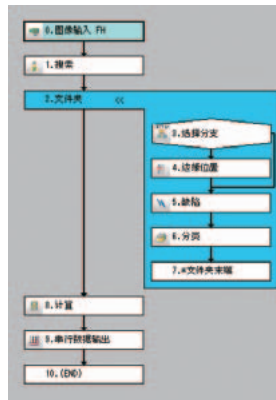 0.图像输入 FH
1.搜索
2.文件夹 <<
3.选择分支
4.边缘位置
5.缺陷
6.分类
7.*文件夹末端
8.计算
9.串行数据输出
10.(END)